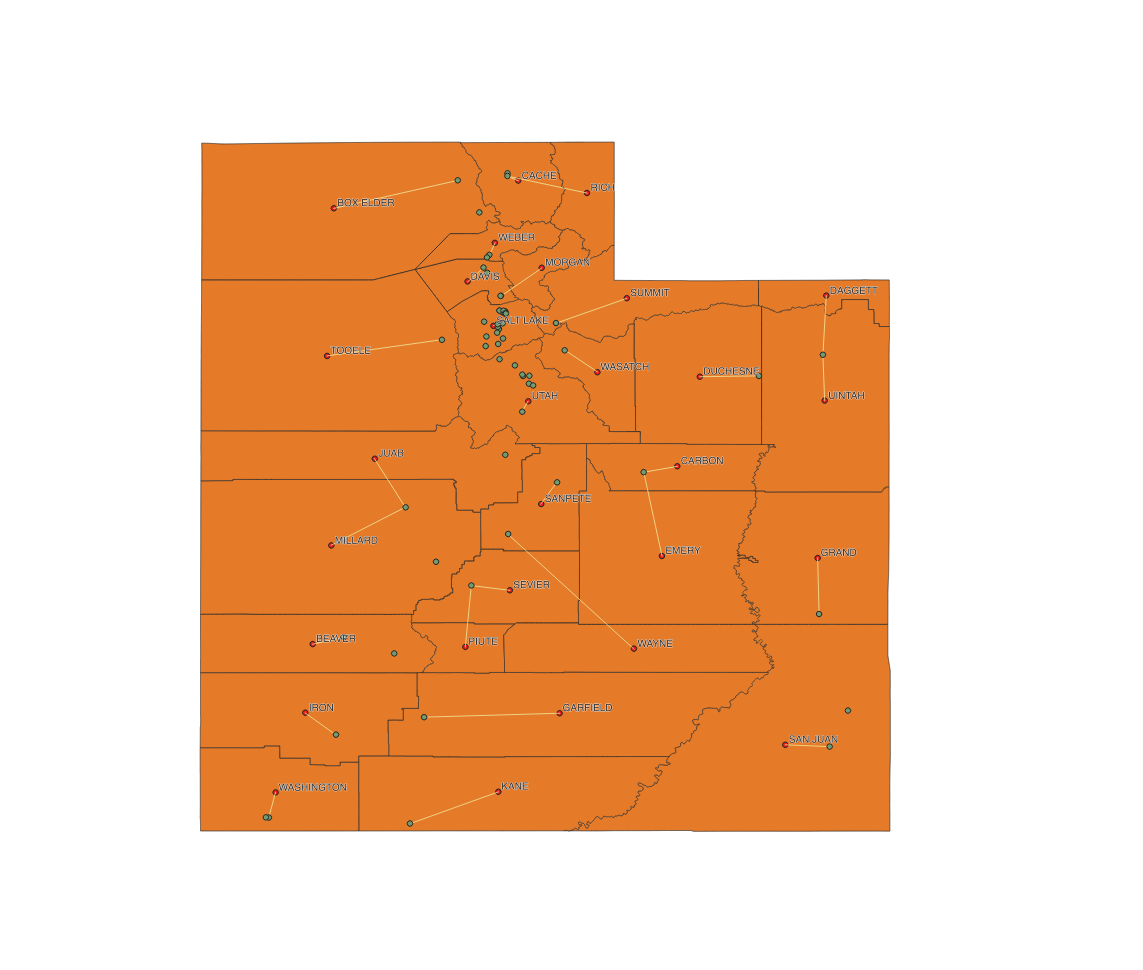 CACHE
RICH
BOX ELDER
WEBER
MORGAN
DAVIS
SUMMIT
DAGGETT
SALT LAKE
TOOELE
WASATCH
DUCHESNE
UTAH
UINTAH
JUAB
CARBON
SANPETE
MILLARD
EMERY
GRAND
SEVIER
BEAVER
PIUTE
WAYNE
IRON
GARFIELD
SAN JUAN
WASHINGTON
KANE